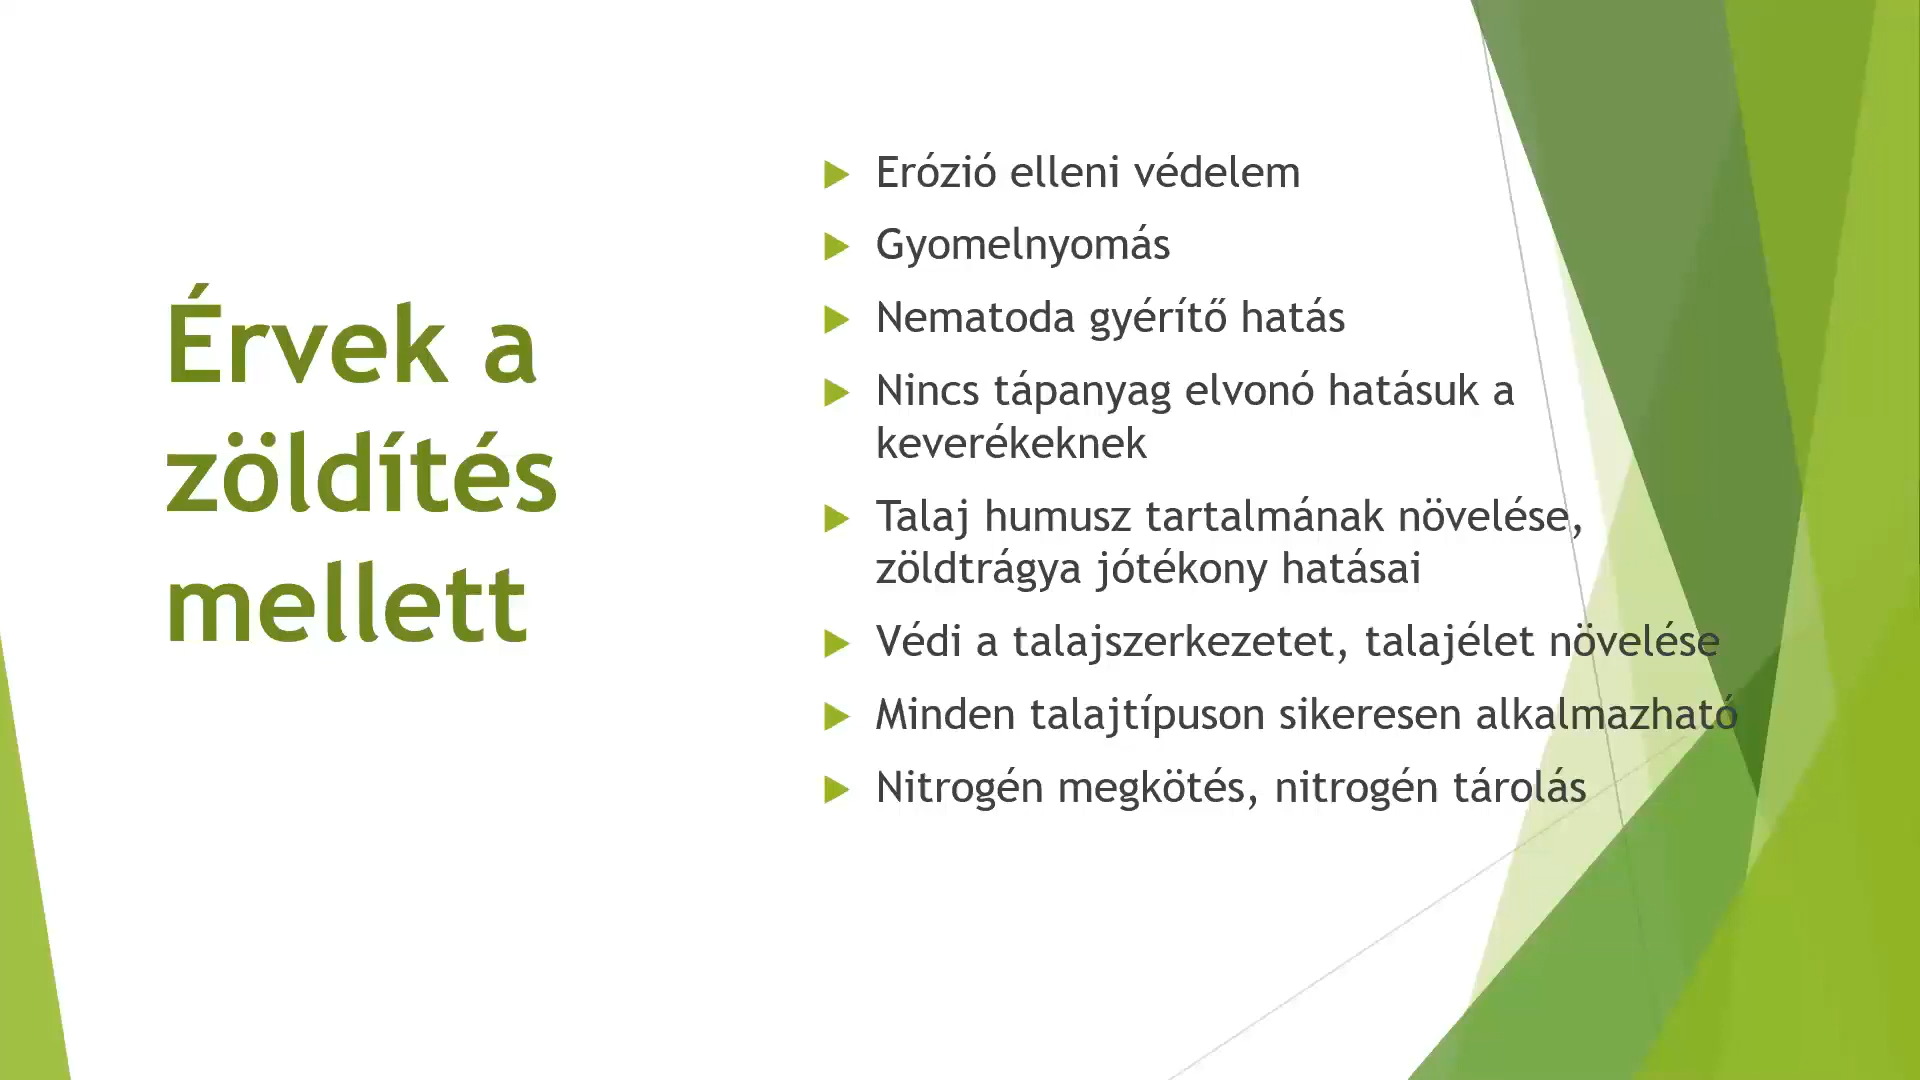 Érvek a
zöldítés
mellett
Erózió elleni védelem
Gyomelnyomás
Nematoda gyérítő hatás
Nincs tápanyag elvonó hatásuk a
keverékeknek
Talaj humusz tartalmának növelése,
zöldtrágya jótékony hatásai
Védi a talajszerkezetet, talajélet növelése
Minden talajtípuson sikeresen alkalmazható
Nitrogén megkötés, nitrogén tárolás